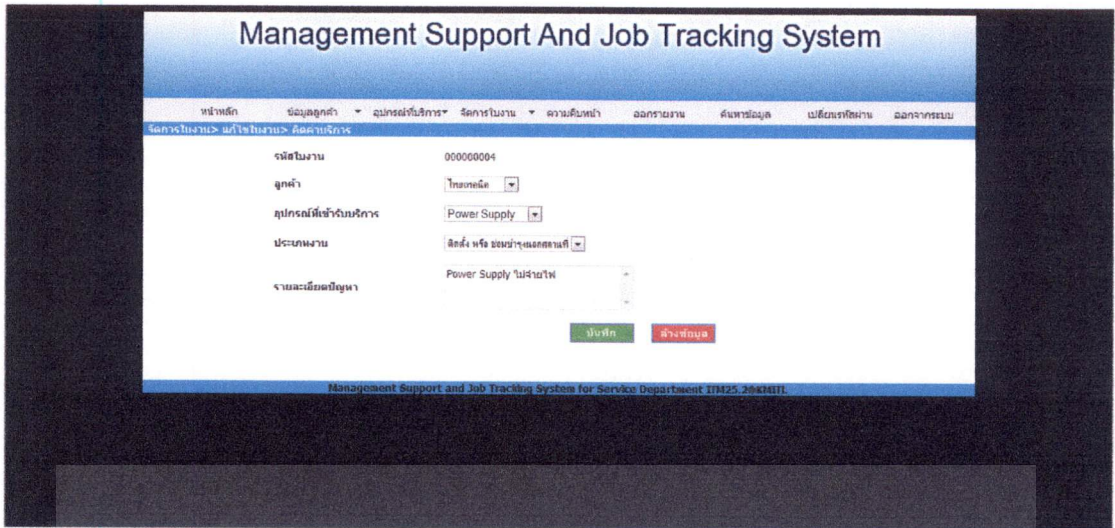 Management Support And Job Tracking System
หน้าหลัก ข้อมูลลูกค้า อุปกรณ์ที่บริการ จัดการใบงาน ความคืบหน้า ออกรายงาน ค้นหาข้อมูล เปลี่ยนรหัสผ่าน ออกจากระบบ
จัดการใบงาน> แก้ไขใบงาน> คิดค่าบริการ
รหัสใบงาน 000000004
ลูกค้า ไทยเทคนิค
อุปกรณ์ที่เข้ารับบริการ Power Supply
ประเภทงาน ติดตั้ง หรือ ซ่อมบำรุงนอกสถานที่
รายละเอียดปัญหา Power Supply ไม่จ่ายไฟ
บันทึก ล้างข้อมูล
Management Support and Job Tracking System for Service Department ITM25.2@KMITL